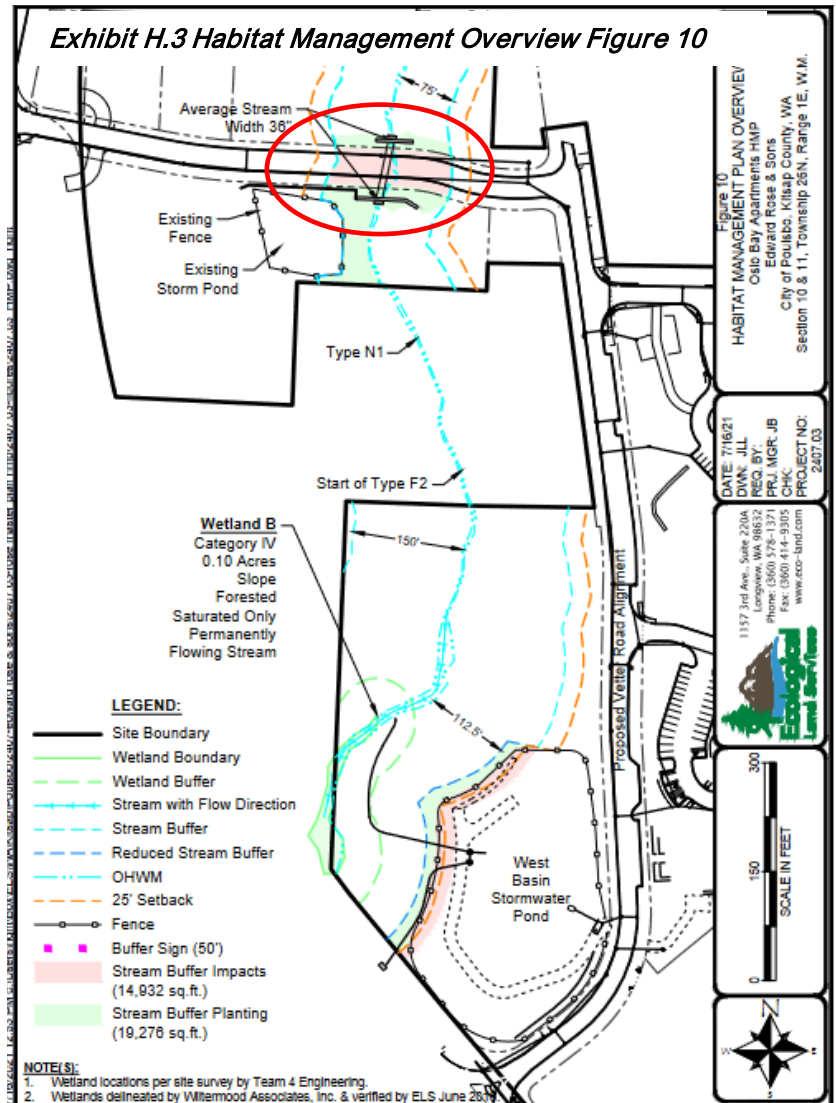 Exhibit H.3 Habitat Management Overview Figure 10
75'
Average Stream
Width 36"
Existing
Fence
Existing
Storm Pond
Type N1
Start of Type F2
150'
Wetland B
Category IV
0.10 Acres
Slope
Forested
Saturated Only
Permanently
Flowing Stream
112.5'
Proposed Vetter Road Alignment
West
Basin
Stormwater
Pond
LEGEND:
Site Boundary
Wetland Boundary
Wetland Buffer
Stream with Flow Direction
Stream Buffer
Reduced Stream Buffer
OHWM
25' Setback
Fence
Buffer Sign (50')
Stream Buffer Impacts
(14,932 sq.ft.)
Stream Buffer Planting
(19,276 sq.ft.)
NOTE(S):
1. Wetland locations per site survey by Team 4 Engineering.
2. Wetlands delineated by Wiltermood Associates, Inc. & verified by ELS June
Figure 10
HABITAT MANAGEMENT PLAN OVERVIEW
Oslo Bay Apartments HMP
Edward Rose & Sons
City of Poulsbo, Kitsap County, WA
Section 10 & 11, Township 26N, Range 1E, W.M.
DATE: 7/16/21
DWN: JLL
REQ. BY:
PRJ. MGR: JB
CHK:
PROJECT NO:
2407.03
1157 3rd Ave., Suite 220A
Longview, WA 98632
Phone: (360) 578-1371
Fax: (360) 414-9305
www.eco-land.com
Ecological
Land Services
0 150 300
SCALE IN FEET
N
W E
S